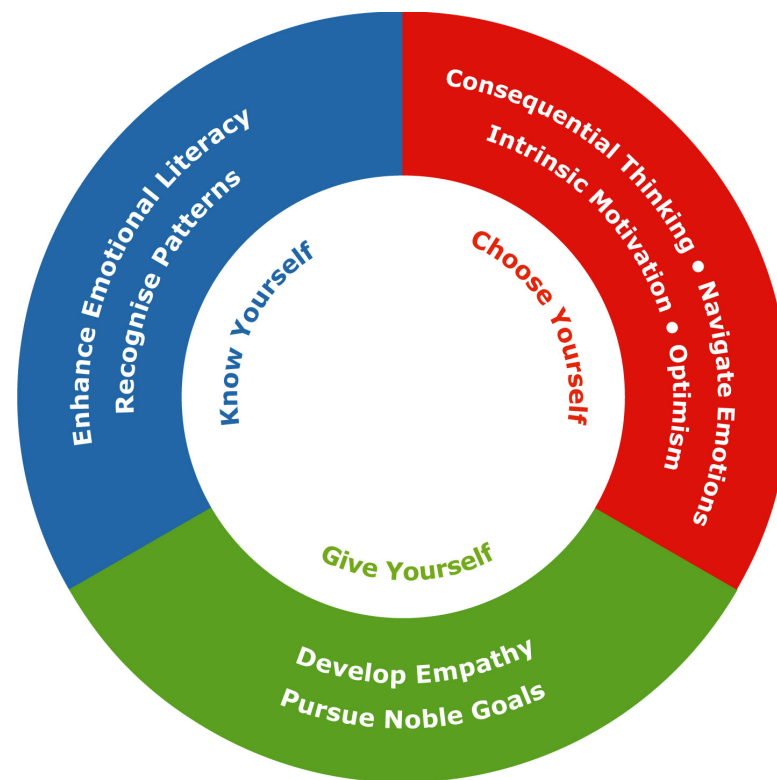 Enhance Emotional Literacy
Recognise Patterns
Know Yourself
Consequential Thinking • Navigate Emotions
Intrinsic Motivation • Optimism
Choose Yourself
Give Yourself
Develop Empathy
Pursue Noble Goals